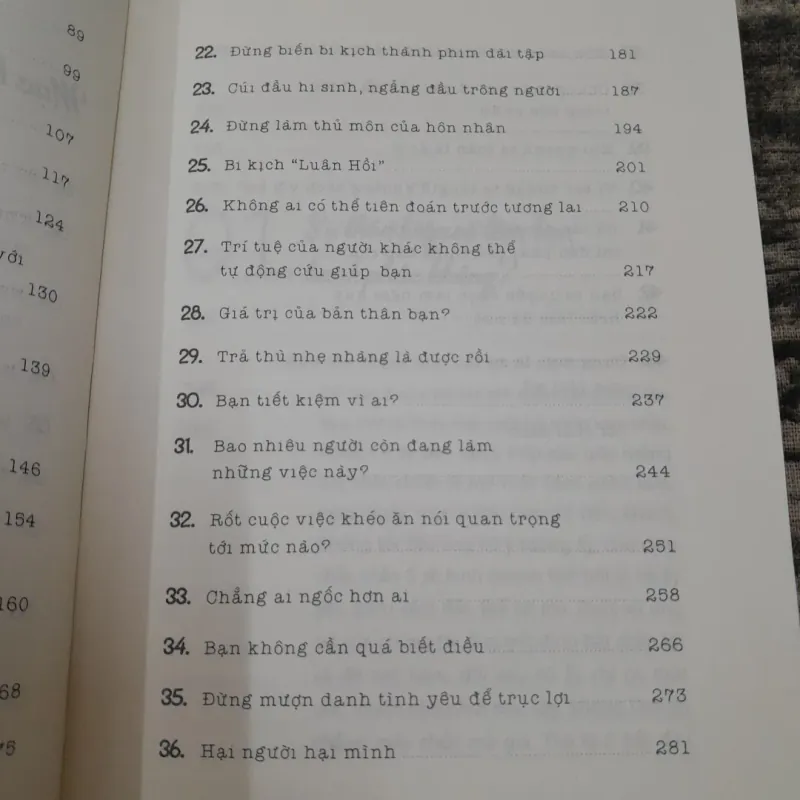 89
99
107
117
124
với
130
139
146
154
160
68
75
22. Đừng biến bi kịch thành phim dài tập 181
23. Cúi đầu hi sinh, ngẩng đầu trông người 187
24. Đừng làm thủ môn của hôn nhân 194
25. Bi kịch "Luân Hồi" 201
26. Không ai có thể tiên đoán trước tương lai 210
27. Trí tuệ của người khác không thể
tự động cứu giúp bạn 217
28. Giá trị của bản thân bạn? 222
29. Trả thù nhẹ nhàng là được rồi 229
30. Bạn tiết kiệm vì ai? 237
31. Bao nhiêu người còn đang làm
những việc này? 244
32. Rốt cuộc việc khéo ăn nói quan trọng
tới mức nào? 251
33. Chẳng ai ngốc hơn ai 258
34. Bạn không cần quá biết điều 266
35. Đừng mượn danh tình yêu để trục lợi 273
36. Hại người hại mình 281